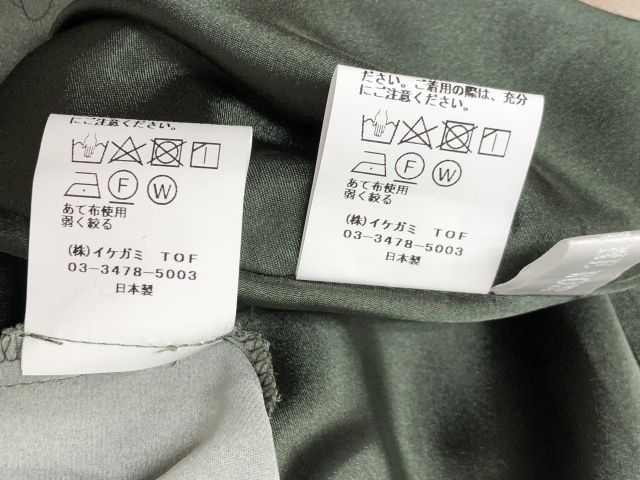 にご注意ください。
F W
あて布使用
弱く絞る
(株)イケガミ TOF
03-3478-5003
日本製
ださい。ご着用の際は、充分
にご注意ください。
F W
あて布使用
弱く絞る
(株)イケガミ TOF
03-3478-5003
日本製